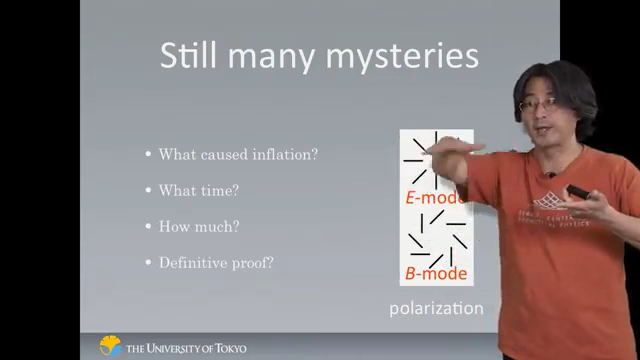 Still many mysteries
• What caused inflation?
• What time?
• How much?
• Definitive proof?
E-mode
B-mode
polarization
THE UNIVERSITY OF TOKYO